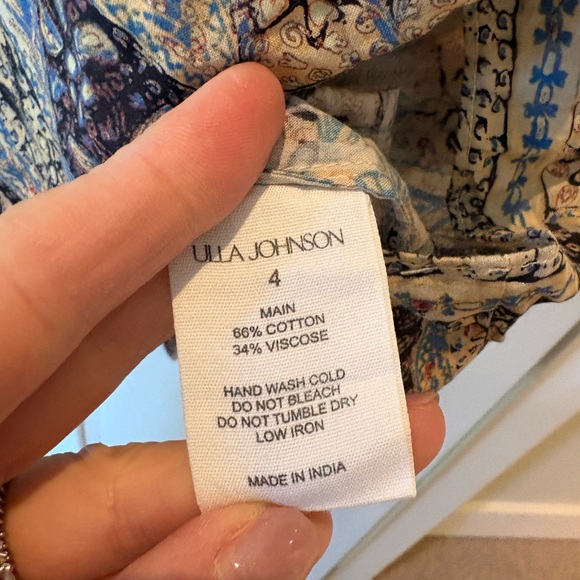 ULLA JOHNSON
4
MAIN
66% COTTON
34% VISCOSE
HAND WASH COLD
DO NOT BLEACH
DO NOT TUMBLE DRY
LOW IRON
MADE IN INDIA